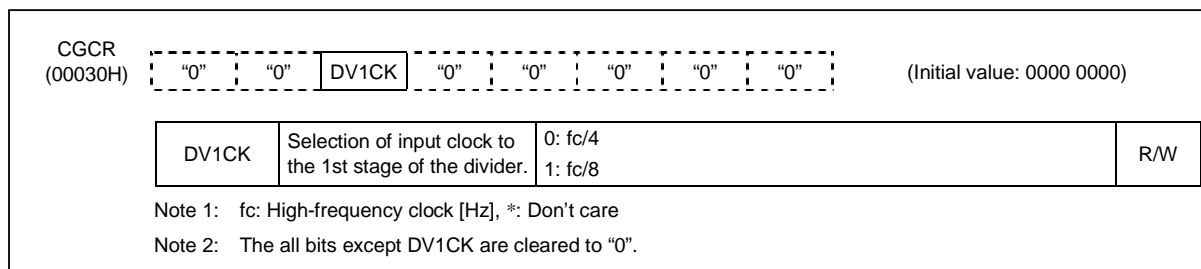 CGCR
(00030H) “0” “0” DV1CK “0” “0” “0” “0” “0” (Initial value: 0000 0000)
DV1CK Selection of input clock to the 1st stage of the divider. 0: fc/4 R/W
1: fc/8
Note 1: fc: High-frequency clock [Hz], *: Don’t care
Note 2: The all bits except DV1CK are cleared to “0”.